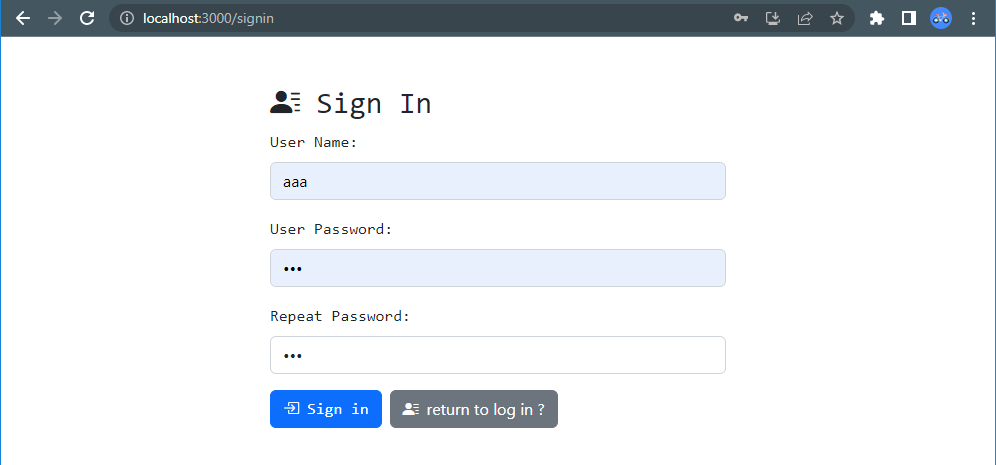 localhost:3000/signin
Sign In
User Name:
aaa
User Password:
•••
Repeat Password:
•••
Sign in
return to log in ?